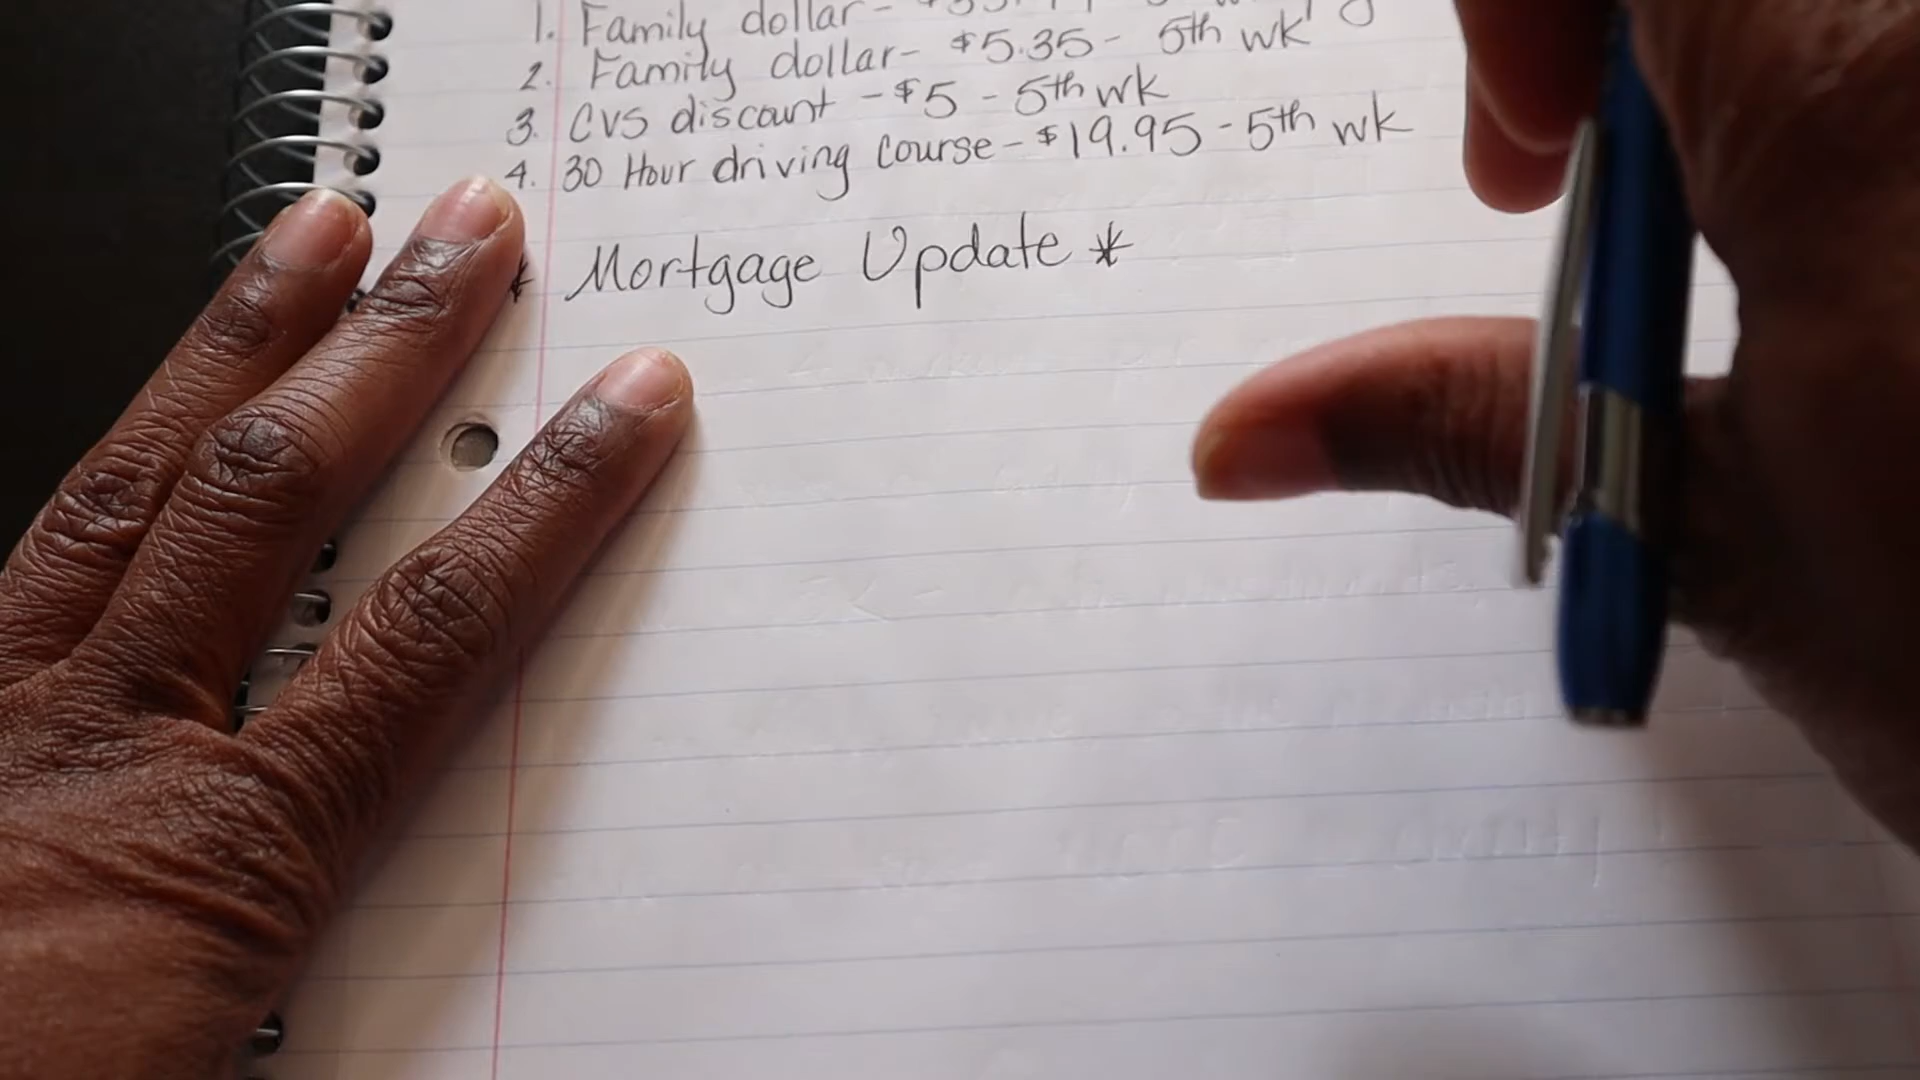 1. Family dollar-
2. Family dollar- $5.35- 5th wk
3. CVS discount -$5 - 5th wk
4. 30 Hour driving course- $19.95 - 5th wk
* Mortgage Update *